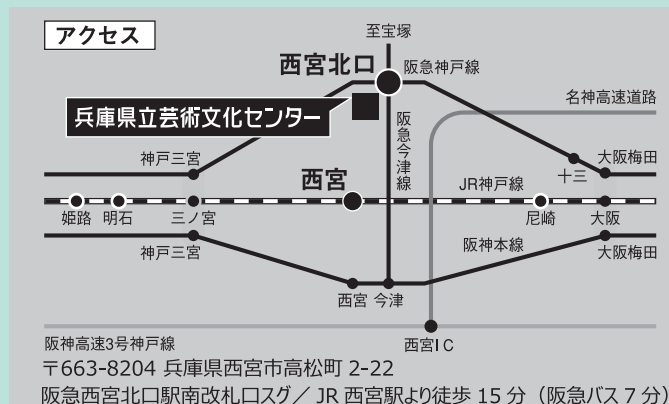 アクセス
至宝塚
西宮北口
阪急神戸線
名神高速道路
兵庫県立芸術文化センター
阪急今津線
神戸三宮
十三
大阪梅田
西宮
JR神戸線
姫路
明石
三ノ宮
尼崎
大阪
神戸三宮
阪神本線
大阪梅田
西宮
今津
阪神高速3号神戸線
西宮IC
〒663-8204 兵庫県西宮市高松町 2-22
阪急西宮北口駅南改札口スグ／ JR 西宮駅より徒歩 15 分（阪急バス 7 分）